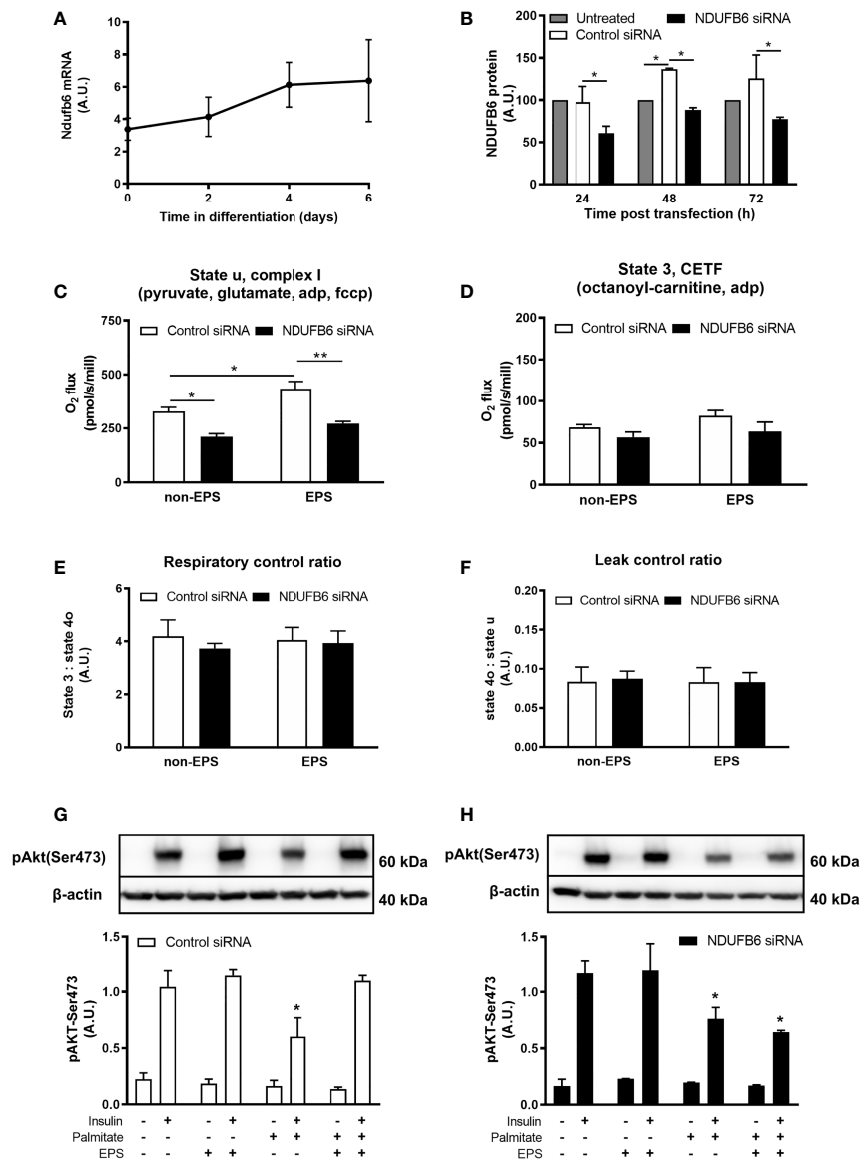 A
Ndufb6 mRNA
(A.U.)
10
8
6
4
2
0
0 2 4 6
Time in differentiation (days)
B
Untreated NDUFB6 siRNA
Control siRNA
NDUFB6 protein
(A.U.)
200
150
100
50
0
* * * *
24 48 72
Time post transfection (h)
C
State u, complex I
(pyruvate, glutamate, adp, fccp)
Control siRNA NDUFB6 siRNA
O2 flux
(pmol/s/mill)
750
500
250
0
* * **
non-EPS EPS
D
State 3, CETF
(octanoyl-carnitine, adp)
Control siRNA NDUFB6 siRNA
O2 flux
(pmol/s/mill)
200
150
100
50
0
non-EPS EPS
E
Respiratory control ratio
Control siRNA NDUFB6 siRNA
State 3 : state 4o
(A.U.)
6
4
2
0
non-EPS EPS
F
Leak control ratio
Control siRNA NDUFB6 siRNA
state 4o : state u
(A.U.)
0.20
0.15
0.10
0.05
0.00
non-EPS EPS
G
pAkt(Ser473) 60 kDa
β-actin 40 kDa
Control siRNA
pAKT-Ser473
(A.U.)
1.5
1.0
0.5
0.0
*
Insulin - + - + - + - +
Palmitate - - - - + + + +
EPS - - + + - - + +
H
pAkt(Ser473) 60 kDa
β-actin 40 kDa
NDUFB6 siRNA
pAKT-Ser473
(A.U.)
1.5
1.0
0.5
0.0
* *
Insulin - + - + - + - +
Palmitate - - - - + + + +
EPS - - + + - - + +